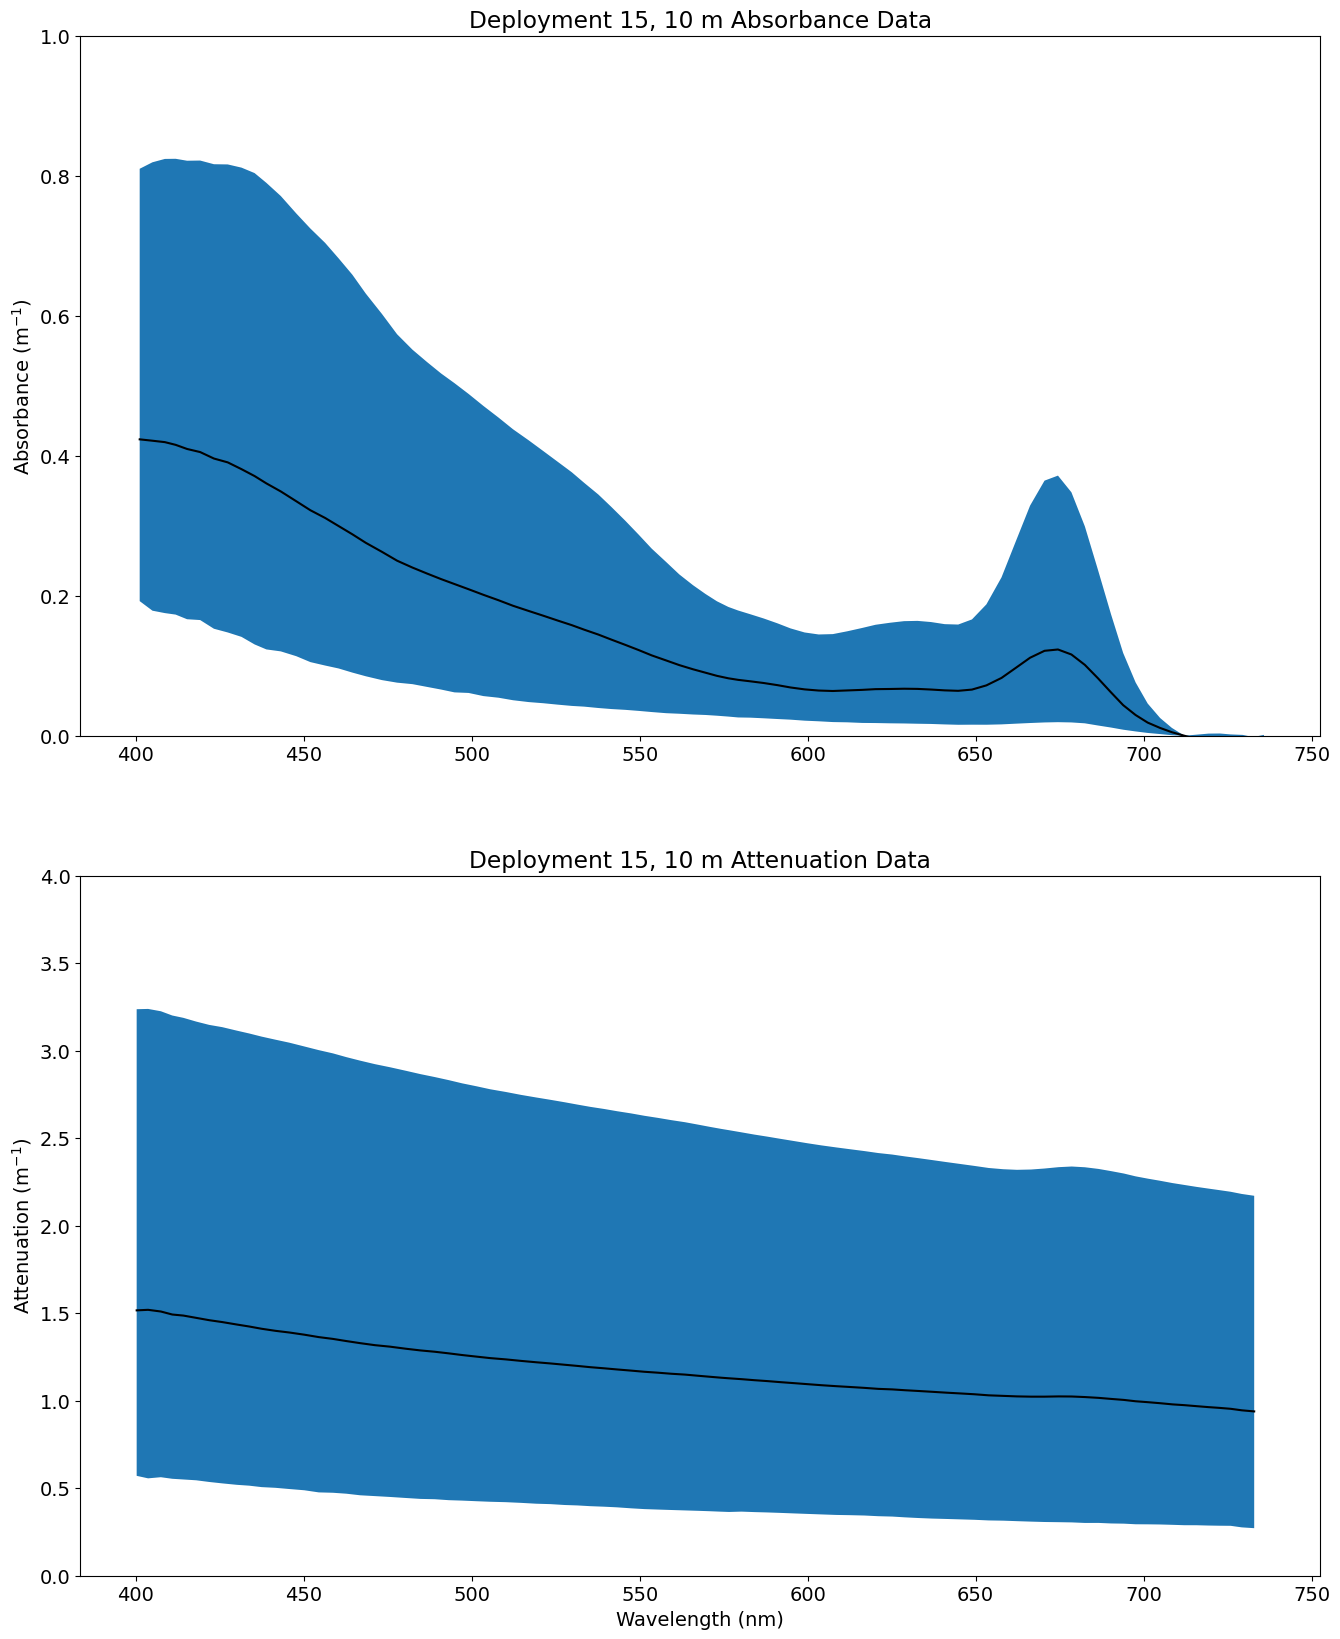 Deployment 15, 10 m Absorbance Data
1.0
0.8
0.6
0.4
0.2
0.0
Absorbance (m⁻¹)
400 450 500 550 600 650 700 750
Deployment 15, 10 m Attenuation Data
4.0
3.5
3.0
2.5
2.0
1.5
1.0
0.5
0.0
Attenuation (m⁻¹)
400 450 500 550 600 650 700 750
Wavelength (nm)